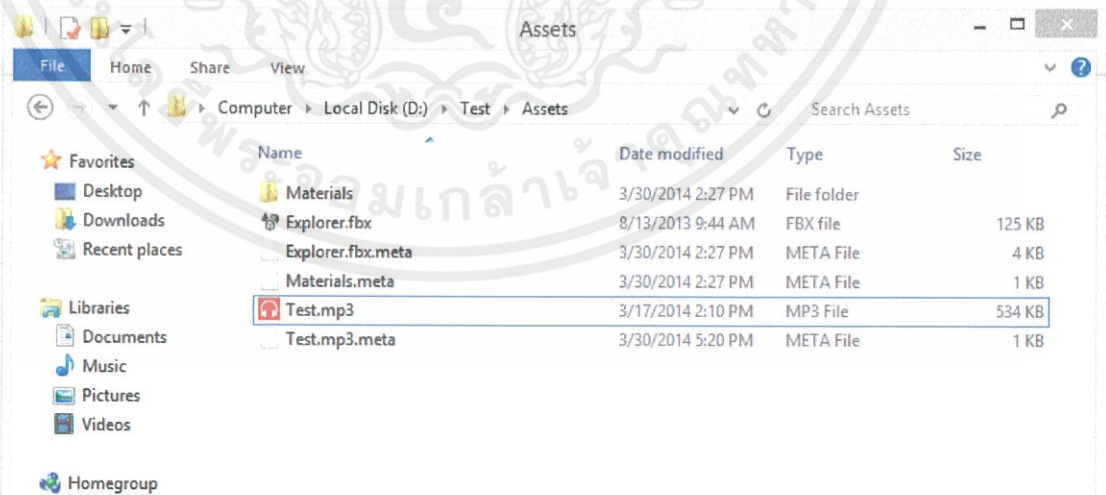 Assets
File Home Share View
Computer Local Disk (D:) Test Assets Search Assets
Favorites
Desktop
Downloads
Recent places
Libraries
Documents
Music
Pictures
Videos
Homegroup
Name Date modified Type Size
Materials 3/30/2014 2:27 PM File folder
Explorer.fbx 8/13/2013 9:44 AM FBX file 125 KB
Explorer.fbx.meta 3/30/2014 2:27 PM META File 4 KB
Materials.meta 3/30/2014 2:27 PM META File 1 KB
Test.mp3 3/17/2014 2:10 PM MP3 File 534 KB
Test.mp3.meta 3/30/2014 5:20 PM META File 1 KB